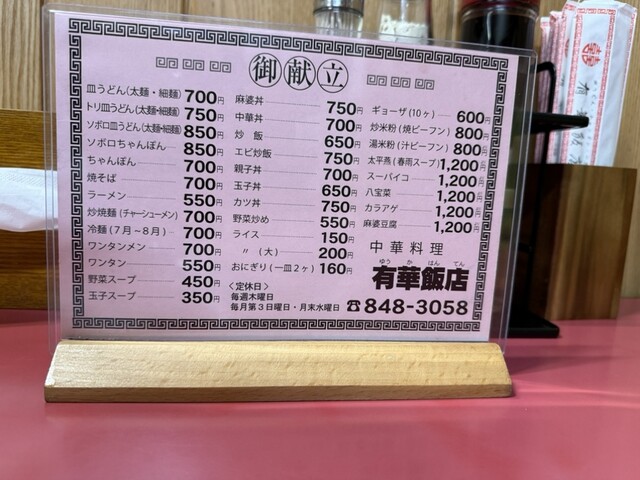 御献立
皿うどん(太麺・細麺) 700円
トリ皿うどん(太麺・細麺) 750円
ソボロ皿うどん(太麺・細麺) 850円
ソボロちゃんぽん 850円
ちゃんぽん 700円
焼そば 700円
ラーメン 550円
炒焼麺(チャーシューメン) 700円
冷麺(7月~8月) 700円
ワンタンメン 700円
ワンタン 550円
野菜スープ 450円
玉子スープ 350円
麻婆丼 750円
中華丼 700円
炒飯 650円
エビ炒飯 750円
親子丼 700円
玉子丼 650円
カツ丼 750円
野菜炒め 550円
ライス 150円
〃(大) 200円
おにぎり(一皿2ヶ) 160円
〈定休日〉
毎週木曜日
毎月第3日曜日・月末水曜日
ギョーザ(10ヶ) 600円
炒米粉(焼ビーフン) 800円
湯米粉(汁ビーフン) 800円
太平燕(春雨スープ) 1,200円
スーパイコ 1,200円
八宝菜 1,200円
カラアゲ 1,200円
麻婆豆腐 1,200円
中華料理
ゆうかはんてん
有華飯店
☎848-3058